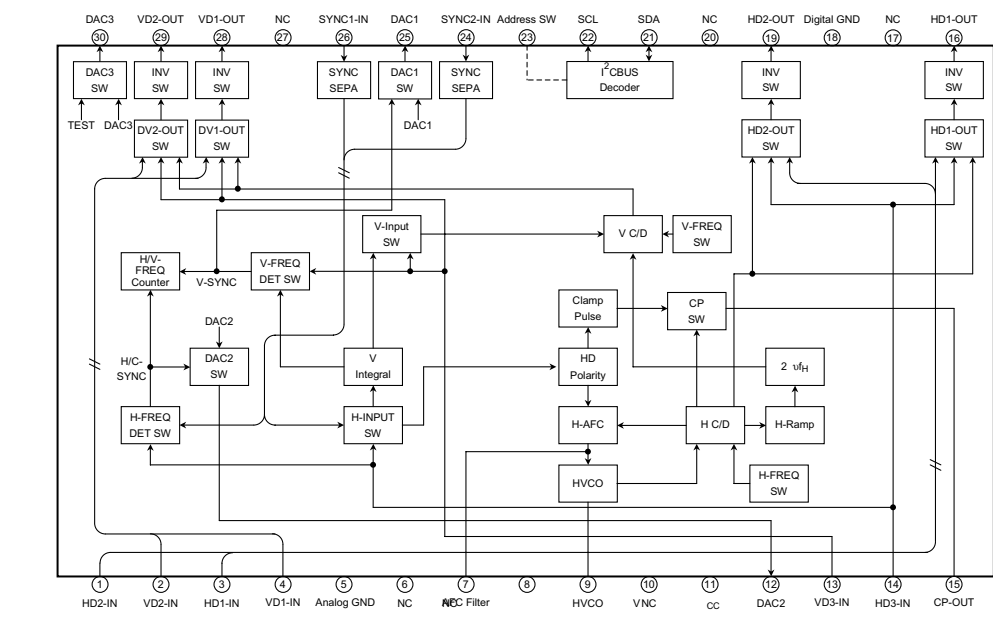 DAC3 VD2-OUT VD1-OUT NC SYNC1-IN DAC1 SYNC2-IN Address SW SCL SDA NC HD2-OUT Digital GND NC HD1-OUT
30 29 28 27 26 25 24 23 22 21 20 19 18 17 16
DAC3 SW
INV SW
INV SW
SYNC SEPA
DAC1 SW
SYNC SEPA
I2CBUS Decoder
INV SW
INV SW
TEST DAC3
DAC1
DV2-OUT SW
DV1-OUT SW
HD2-OUT SW
HD1-OUT SW
V-Input SW
V C/D
V-FREQ SW
H/V-FREQ Counter
V-SYNC
V-FREQ DET SW
Clamp Pulse
CP SW
DAC2
H/C-SYNC
DAC2 SW
V Integral
HD Polarity
2 υfH
H-FREQ DET SW
H-INPUT SW
H-AFC
H C/D
H-Ramp
HVCO
H-FREQ SW
1 2 3 4 5 6 7 8 9 10 11 12 13 14 15
HD2-IN VD2-IN HD1-IN VD1-IN Analog GND NC AFC Filter HVCO VNC CC DAC2 VD3-IN HD3-IN CP-OUT